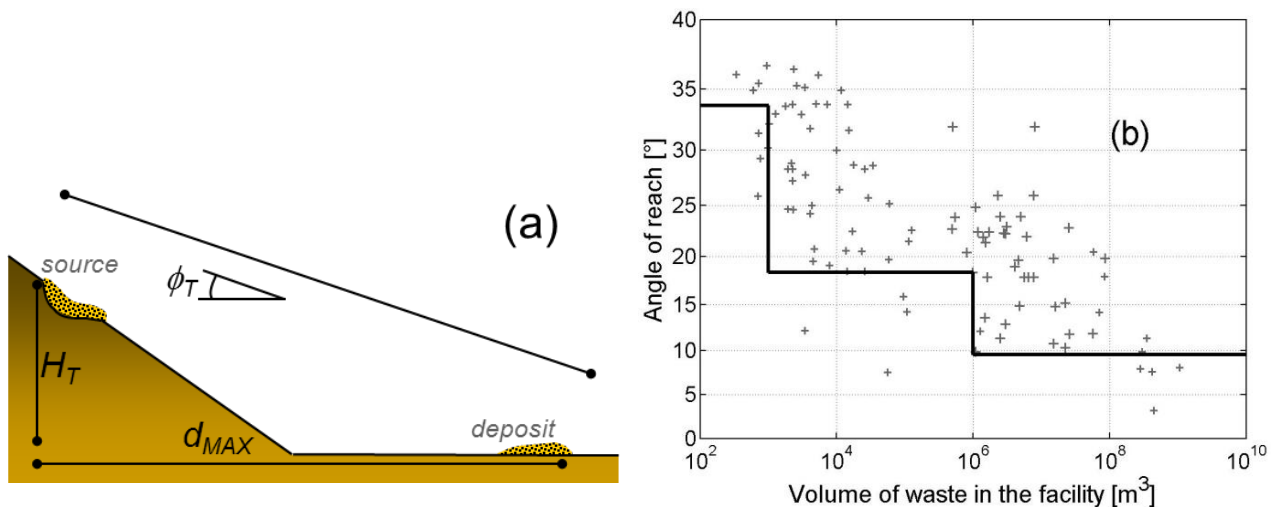 (a)
source
ϕT
HT
dMAX
deposit
(b)
Angle of reach [°]
40
35
30
25
20
15
10
5
0
10^2
10^4
10^6
10^8
10^10
Volume of waste in the facility [m^3]